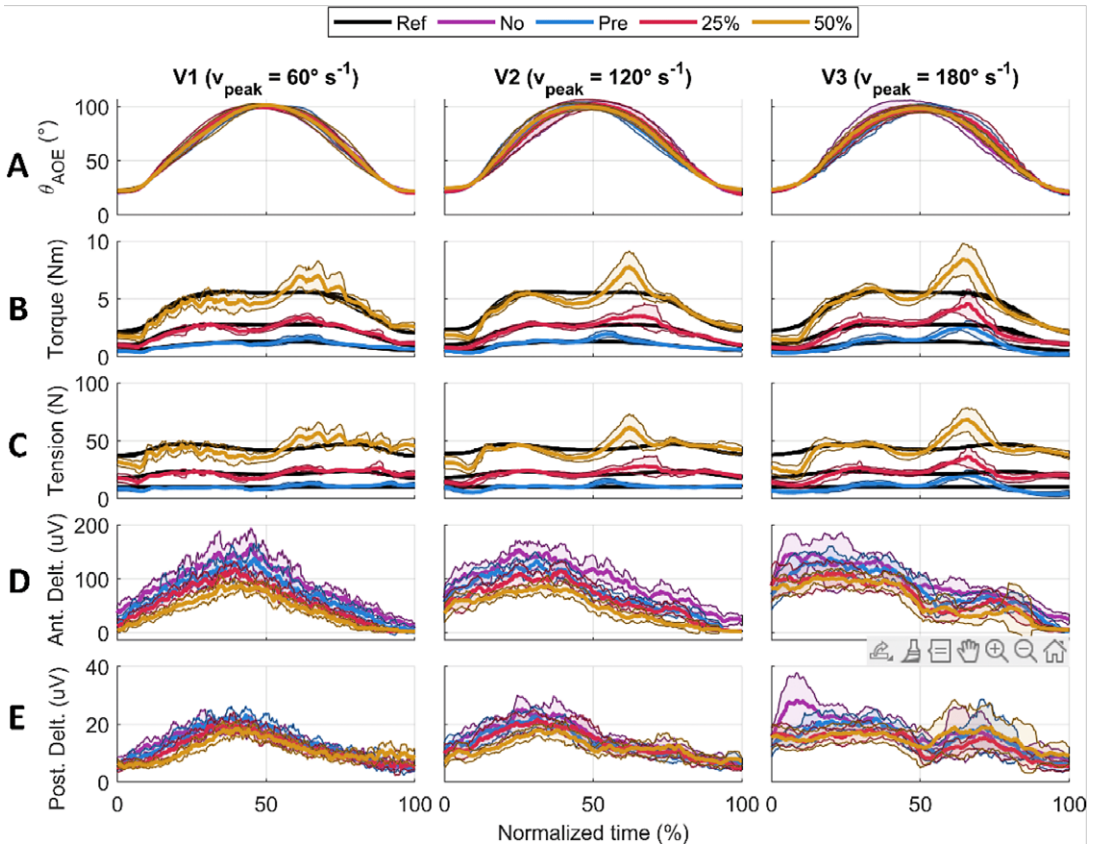 Ref No Pre 25% 50%
V1 (v_peak = 60° s⁻¹) V2 (v_peak = 120° s⁻¹) V3 (v_peak = 180° s⁻¹)
A
θ_AOE (°)
100
50
0
B
Torque (Nm)
10
5
0
C
Tension (N)
100
50
0
D
Ant. Delt. (uV)
200
100
0
E
Post. Delt. (uV)
40
20
0
0 50 100 0 50 100 0 50 100
Normalized time (%)